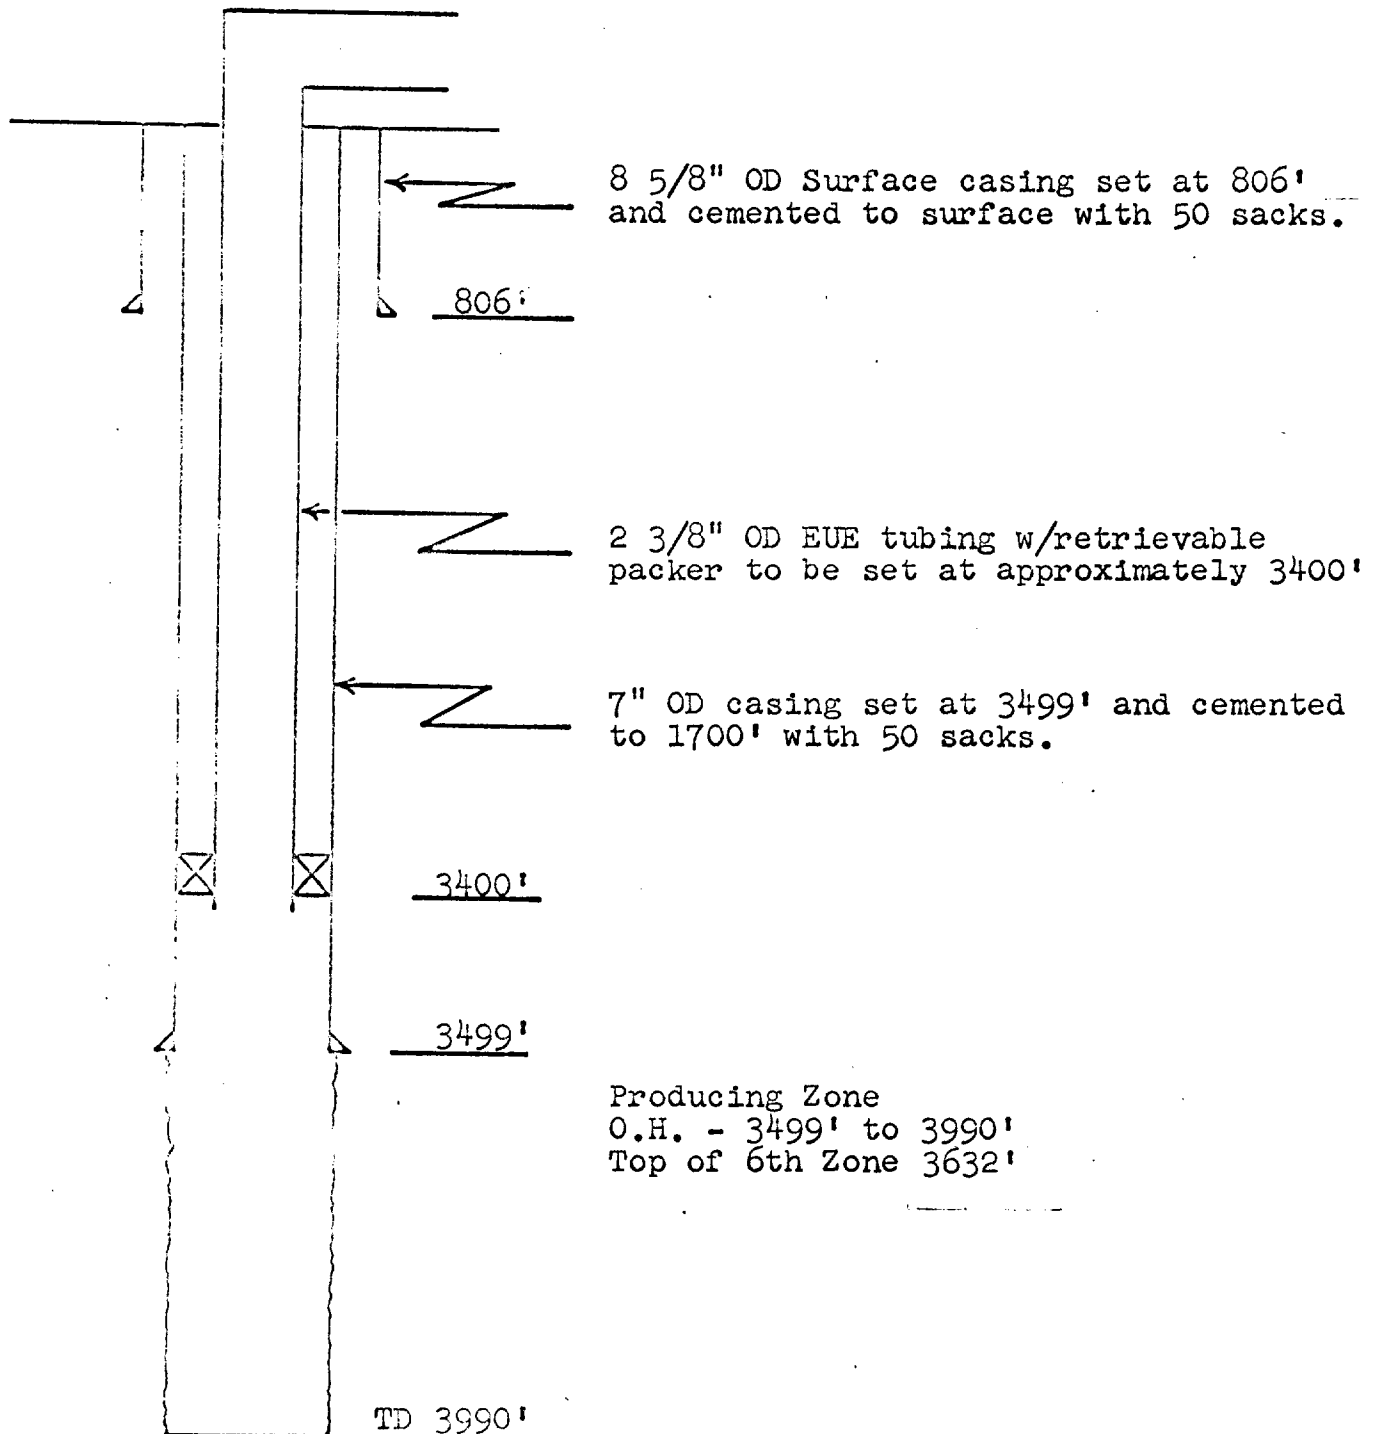 8 5/8" OD Surface casing set at 806'
and cemented to surface with 50 sacks.
806'
2 3/8" OD EUE tubing w/retrievable
packer to be set at approximately 3400'
7" OD casing set at 3499' and cemented
to 1700' with 50 sacks.
3400'
3499'
Producing Zone
O.H. - 3499' to 3990'
Top of 6th Zone 3632'
TD 3990'